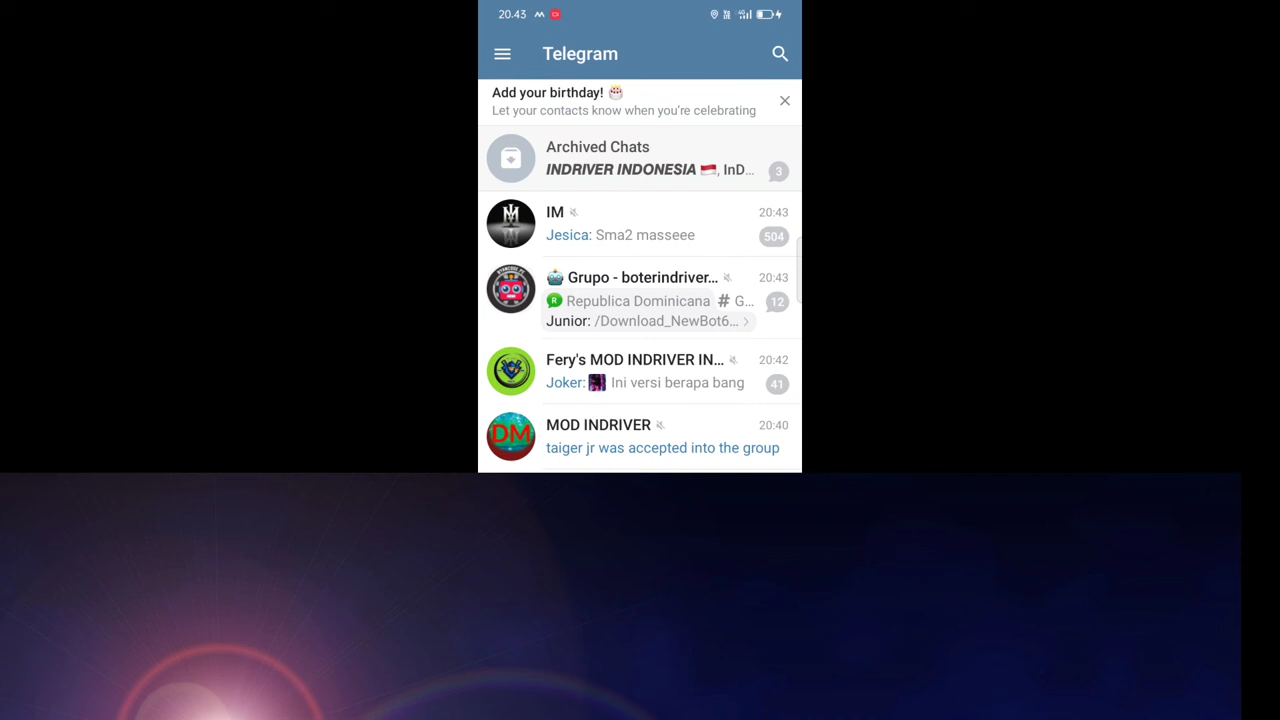 20.43
Telegram
Add your birthday! 🎂
Let your contacts know when you're celebrating
Archived Chats
INDRIVER INDONESIA 🇮🇩, InD...
3
IM
20:43
Jesica: Sma2 masseee
504
🤖 Grupo - boterindriver...
20:43
R Republica Dominicana # G...
12
Junior: /Download_NewBot6...
Fery's MOD INDRIVER IN...
20:42
Joker: Ini versi berapa bang
41
DM
MOD INDRIVER
20:40
taiger jr was accepted into the group